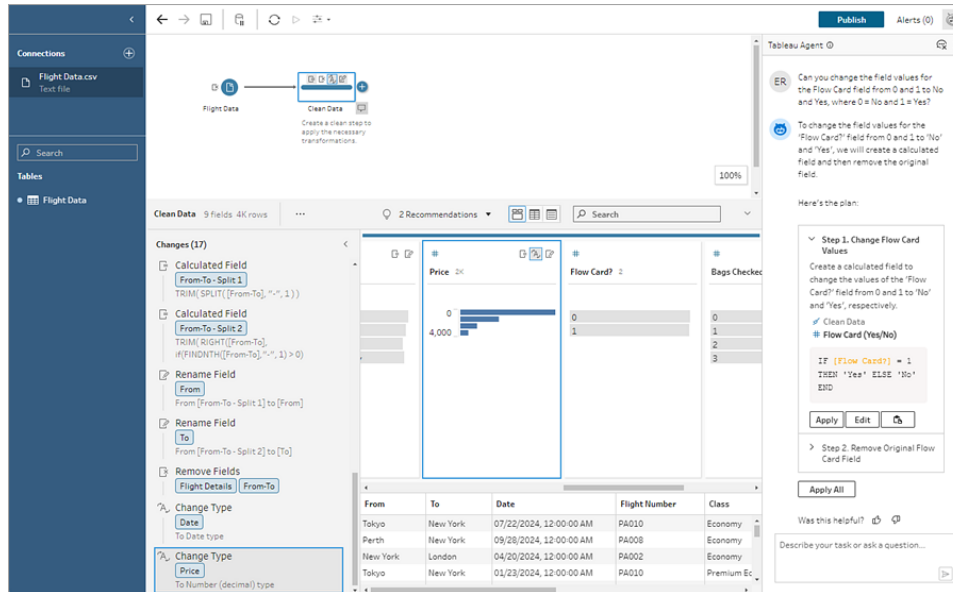 Publish
Alerts (0)
Connections
Flight Data.csv
Text file
Search
Tables
Flight Data
Flight Data
Clean Data
Create a clean step to
apply the necessary
transformations.
100%
Clean Data 9 fields 4K rows
2 Recommendations
Search
Changes (17)
Calculated Field
From-To - Split 1
TRIM( SPLIT( [From-To], "-", 1 ) )
Calculated Field
From-To - Split 2
TRIM( RIGHT([From-To],
if(FINDNTH([From-To],"-", 1) > 0)
Rename Field
From
From [From-To - Split 1] to [From]
Rename Field
To
From [From-To - Split 2] to [To]
Remove Fields
Flight Details From-To
Change Type
Date
To Date type
Change Type
Price
To Number (decimal) type
Price 2K
0
4,000
Flow Card? 2
0
1
Bags Checked
0
1
2
3
From To Date Flight Number Class
Tokyo New York 07/22/2024, 12:00:00 AM PA010 Economy
Perth New York 09/28/2024, 12:00:00 AM PA008 Economy
New York London 04/20/2024, 12:00:00 AM PA002 Economy
Tokyo New York 01/23/2024, 12:00:00 AM PA010 Premium Ec
Tableau Agent
ER
Can you change the field values for
the Flow Card field from 0 and 1 to No
and Yes, where 0 = No and 1 = Yes?
To change the field values for the
'Flow Card?' field from 0 and 1 to 'No'
and 'Yes', we will create a calculated
field and then remove the original
field.
Here's the plan:
Step 1. Change Flow Card
Values
Create a calculated field to
change the values of the 'Flow
Card?' field from 0 and 1 to 'No'
and 'Yes', respectively.
Clean Data
Flow Card (Yes/No)
IF [Flow Card?] = 1
THEN 'Yes' ELSE 'No'
END
Apply Edit
Step 2. Remove Original Flow
Card Field
Apply All
Was this helpful?
Describe your task or ask a question...